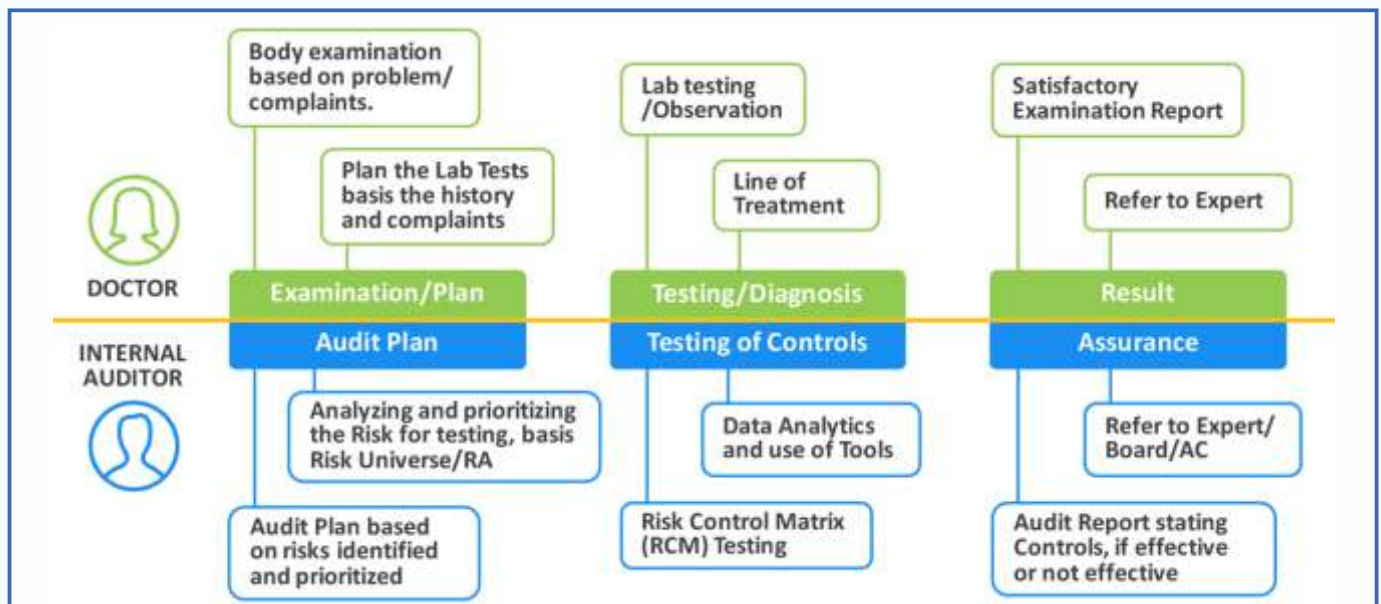 Body examination
based on problem/
complaints.
Plan the Lab Tests
basis the history
and complaints
Lab testing
/Observation
Line of
Treatment
Satisfactory
Examination Report
Refer to Expert
DOCTOR
Examination/Plan
Testing/Diagnosis
Result
INTERNAL
AUDITOR
Audit Plan
Testing of Controls
Assurance
Analyzing and prioritizing
the Risk for testing, basis
Risk Universe/RA
Audit Plan based
on risks identified
and prioritized
Data Analytics
and use of Tools
Risk Control Matrix
(RCM) Testing
Refer to Expert/
Board/AC
Audit Report stating
Controls, if effective
or not effective